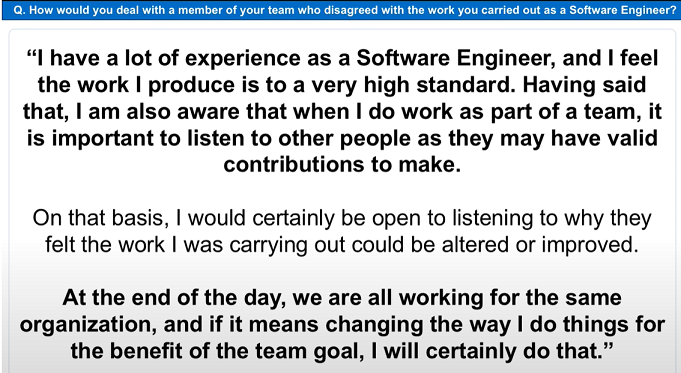 Q. How would you deal with a member of your team who disagreed with the work you carried out as a Software Engineer?
“I have a lot of experience as a Software Engineer, and I feel
the work I produce is to a very high standard. Having said
that, I am also aware that when I do work as part of a team, it
is important to listen to other people as they may have valid
contributions to make.
On that basis, I would certainly be open to listening to why they
felt the work I was carrying out could be altered or improved.
At the end of the day, we are all working for the same
organization, and if it means changing the way I do things for
the benefit of the team goal, I will certainly do that.”